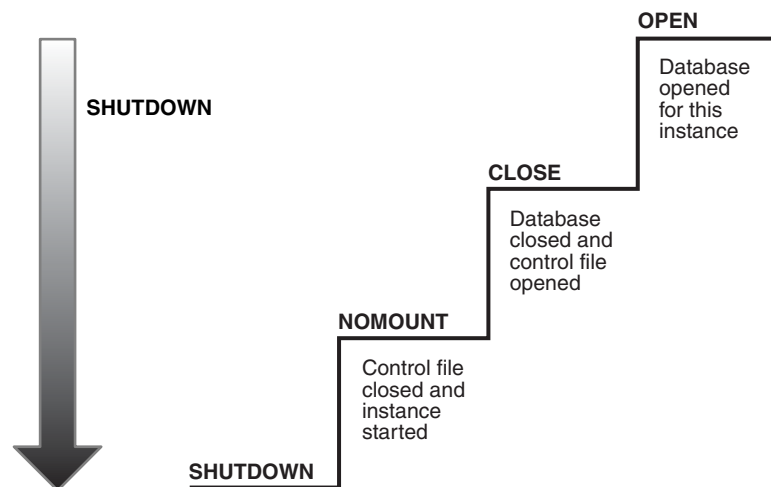 OPEN
Database
opened
for this
instance
SHUTDOWN
CLOSE
Database
closed and
control file
opened
NOMOUNT
Control file
closed and
instance
started
SHUTDOWN